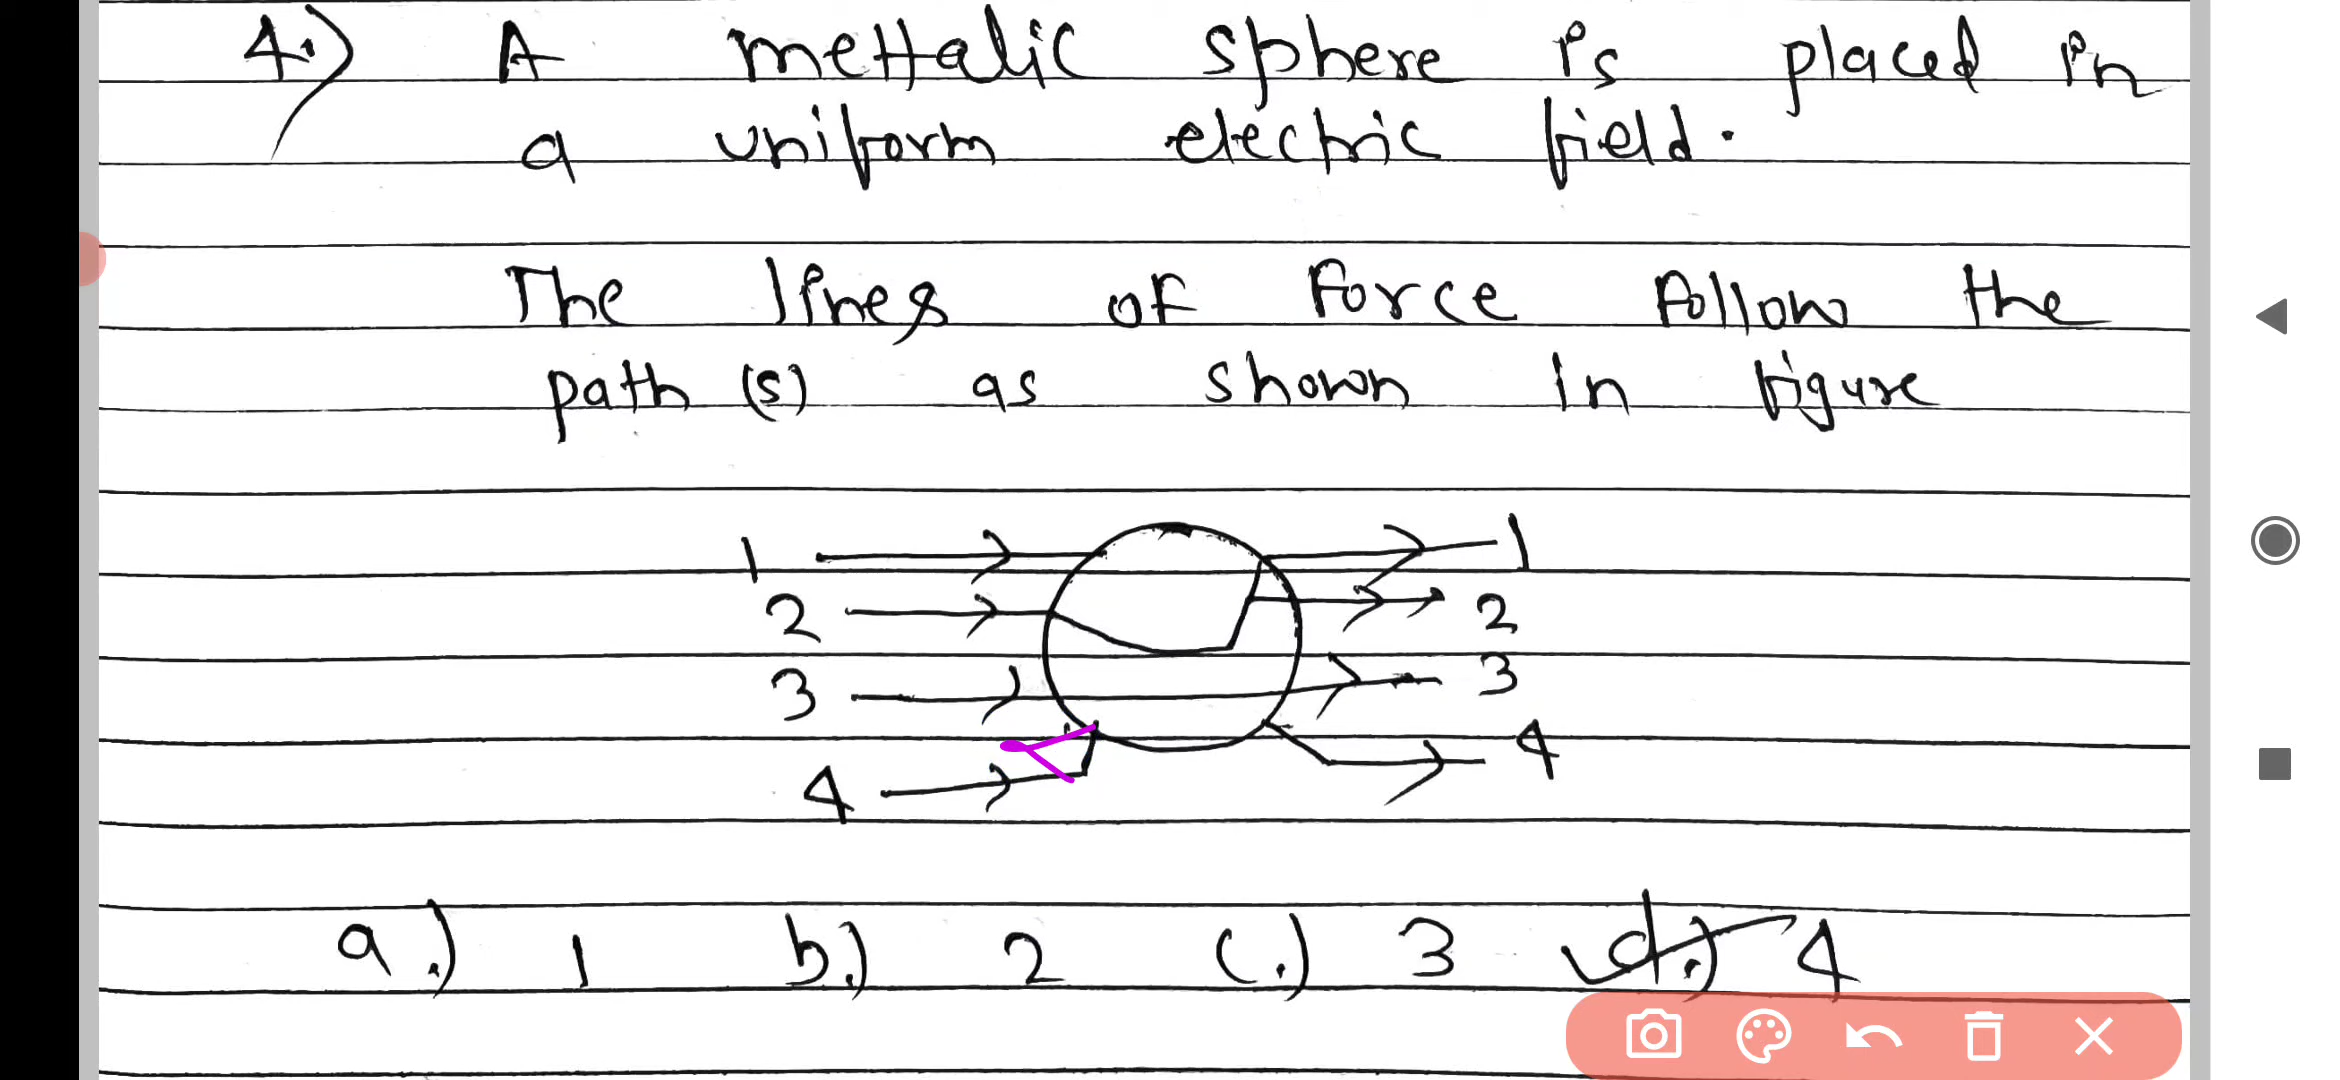 4.) A mettalic sphere is placed in
a uniform electric field.
The lines of force follow the
path (s) as shown in figure
1 1
2 2
3 3
4 4
a.) 1 b.) 2 c.) 3 d.) 4